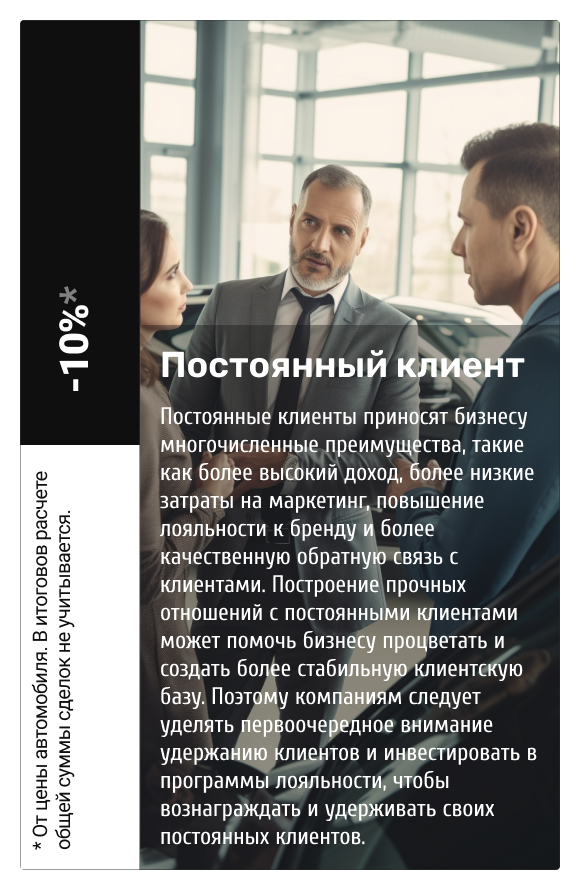 -10%*
* От цены автомобиля. В итоговов расчете
общей суммы сделок не учитывается.
Постоянный клиент
Постоянные клиенты приносят бизнесу
многочисленные преимущества, такие
как более высокий доход, более низкие
затраты на маркетинг, повышение
лояльности к бренду и более
качественную обратную связь с
клиентами. Построение прочных
отношений с постоянными клиентами
может помочь бизнесу процветать и
создать более стабильную клиентскую
базу. Поэтому компаниям следует
уделять первоочередное внимание
удержанию клиентов и инвестировать в
программы лояльности, чтобы
вознаграждать и удерживать своих
постоянных клиентов.